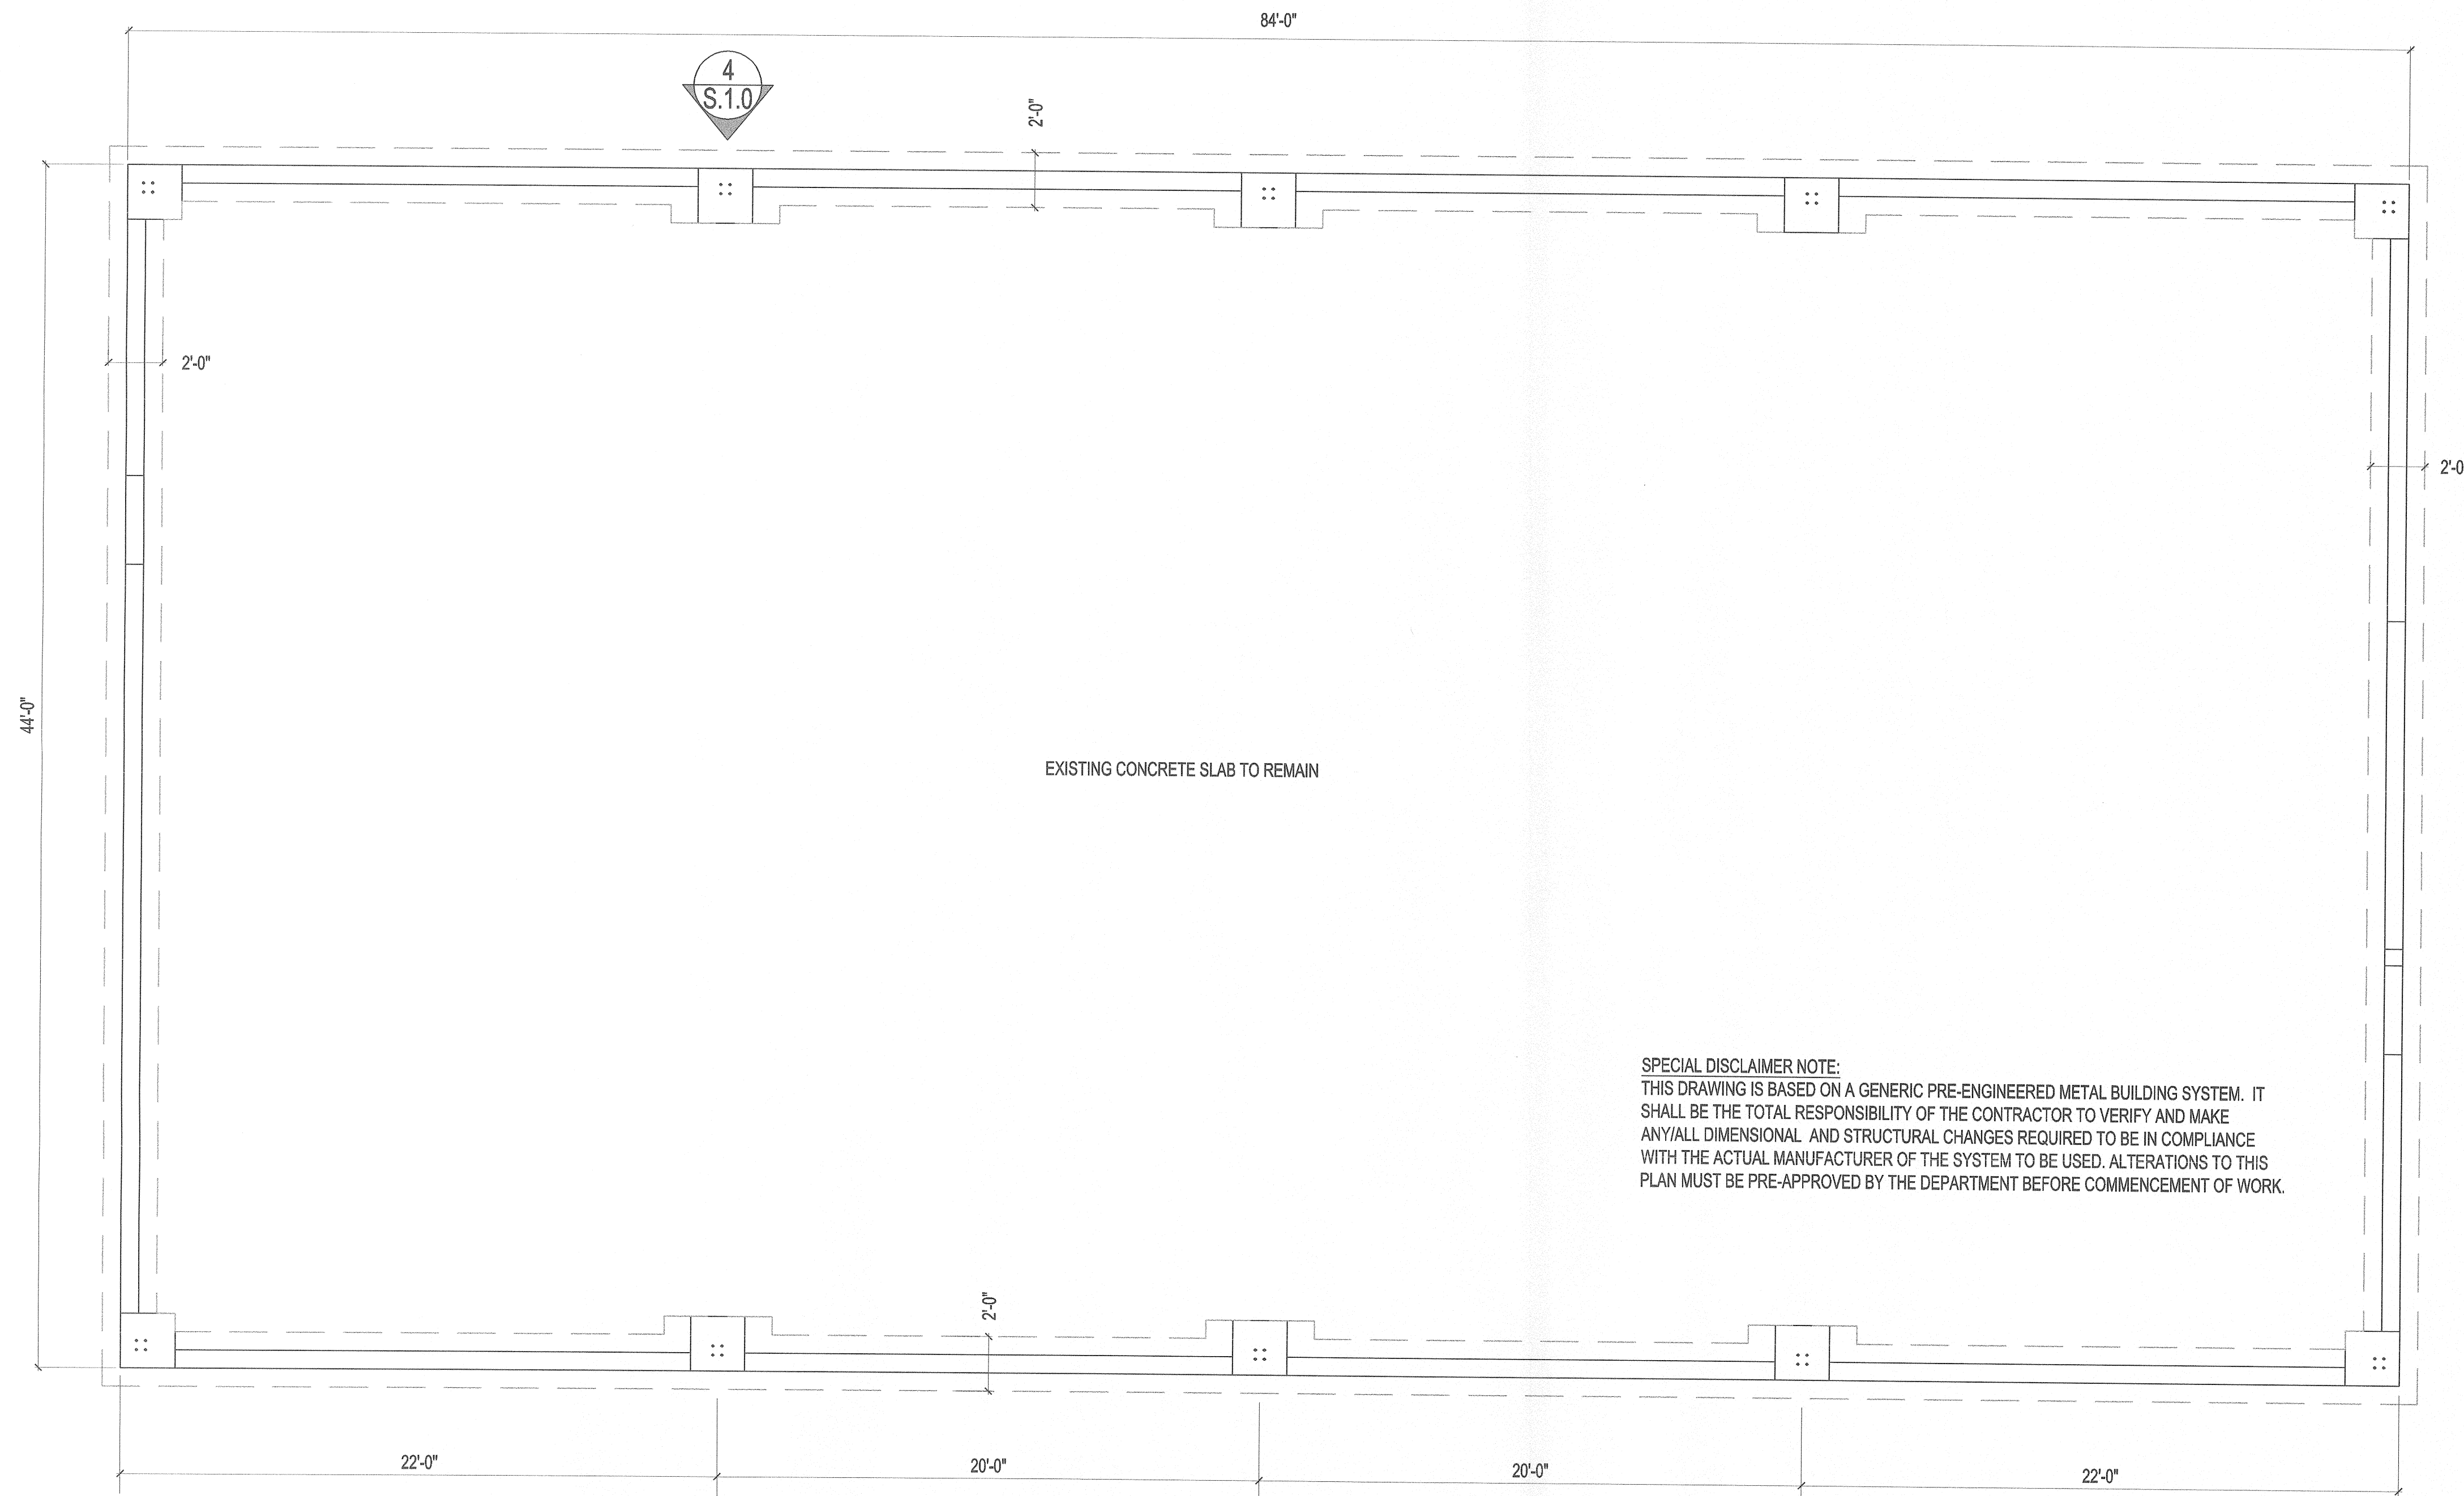 84'-0"
4
S.1.0
2'-0"
2'-0"
2'-0
44'-0"
EXISTING CONCRETE SLAB TO REMAIN
SPECIAL DISCLAIMER NOTE:
THIS DRAWING IS BASED ON A GENERIC PRE-ENGINEERED METAL BUILDING SYSTEM. IT
SHALL BE THE TOTAL RESPONSIBILITY OF THE CONTRACTOR TO VERIFY AND MAKE
ANY/ALL DIMENSIONAL AND STRUCTURAL CHANGES REQUIRED TO BE IN COMPLIANCE
WITH THE ACTUAL MANUFACTURER OF THE SYSTEM TO BE USED. ALTERATIONS TO THIS
PLAN MUST BE PRE-APPROVED BY THE DEPARTMENT BEFORE COMMENCEMENT OF WORK.
2'-0"
22'-0"
20'-0"
20'-0"
22'-0"